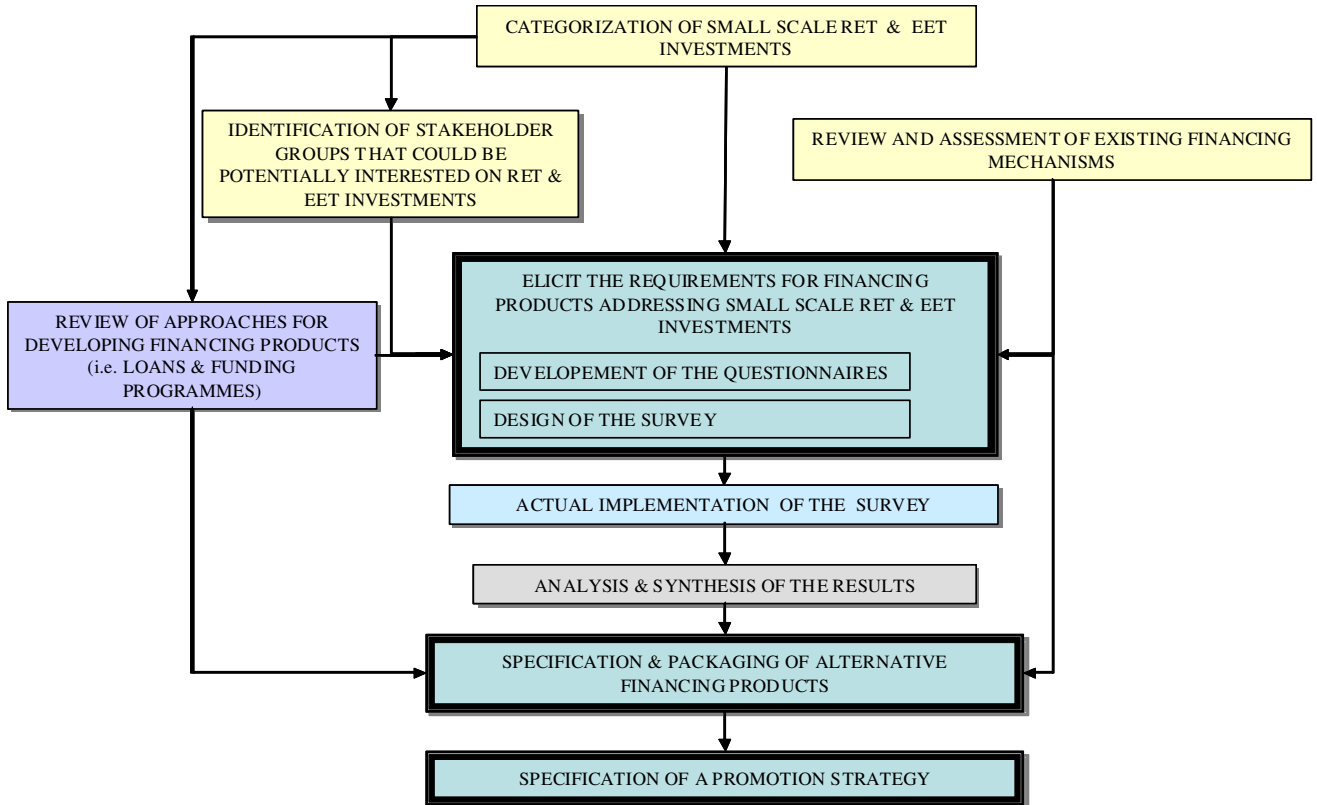 CATEGORIZATION OF SMALL SCALE RET & EET
INVESTMENTS
IDENTIFICATION OF STAKEHOLDER
GROUPS THAT COULD BE
POTENTIALLY INTERESTED ON RET &
EET INVESTMENTS
REVIEW AND ASSESSMENT OF EXISTING FINANCING
MECHANISMS
ELICIT THE REQUIREMENTS FOR FINANCING
PRODUCTS ADDRESSING SMALL SCALE RET & EET
INVESTMENTS
REVIEW OF APPROACHES FOR
DEVELOPING FINANCING PRODUCTS
(i.e. LOANS & FUNDING
PROGRAMMES)
DEVELOPEMENT OF THE QUESTIONNAIRES
DESIGN OF THE SURVEY
ACTUAL IMPLEMENTATION OF THE SURVEY
ANALYSIS & SYNTHESIS OF THE RESULTS
SPECIFICATION & PACKAGING OF ALTERNATIVE
FINANCING PRODUCTS
SPECIFICATION OF A PROMOTION STRATEGY